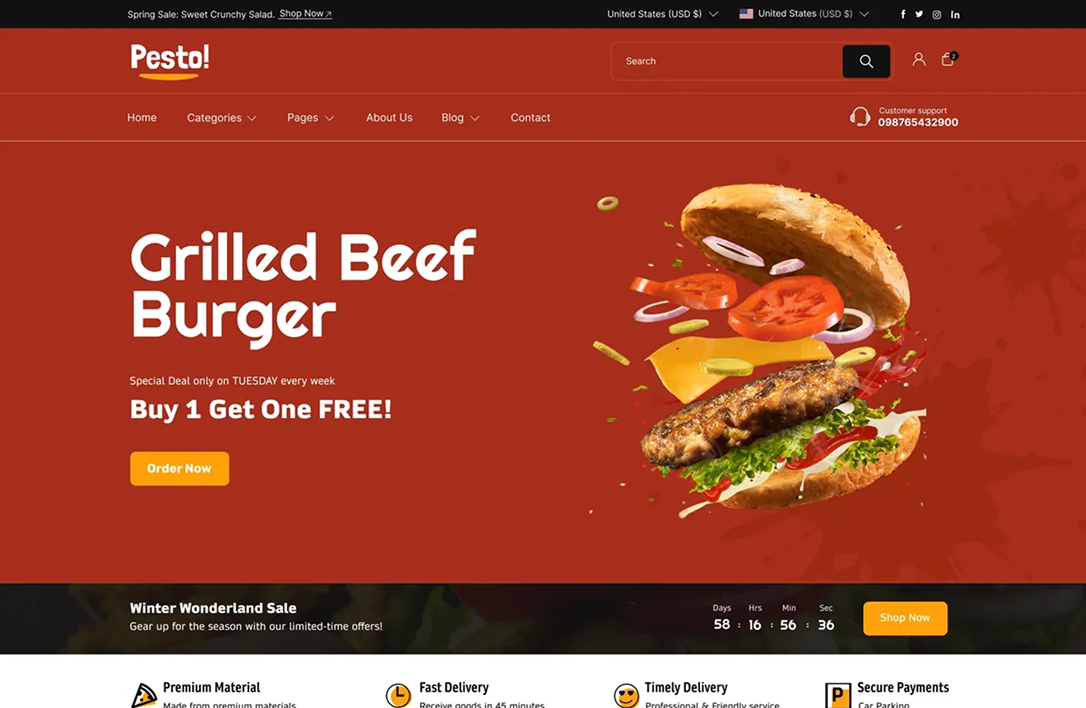 Spring Sale: Sweet Crunchy Salad. Shop Now
United States (USD $)
United States (USD $)
Pesto!
Search
2
Home
Categories
Pages
About Us
Blog
Contact
Customer support
098765432900
Grilled Beef
Burger
Special Deal only on TUESDAY every week
Buy 1 Get One FREE!
Order Now
Winter Wonderland Sale
Gear up for the season with our limited-time offers!
Days Hrs Min Sec
58 : 16 : 56 : 36
Shop Now
Premium Material
Made from premium materials
Fast Delivery
Receive goods in 45 minutes
Timely Delivery
Professional & Friendly service
P
Secure Payments
Car Parking